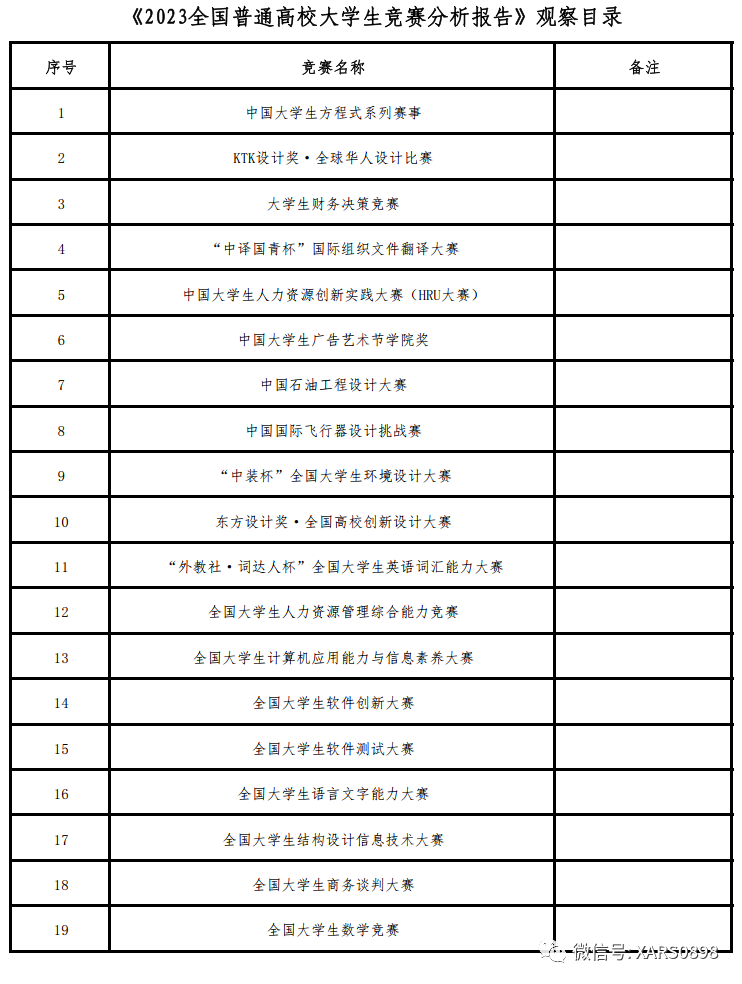 《2023全国普通高校大学生竞赛分析报告》观察目录
序号 竞赛名称 备注
1 中国大学生方程式系列赛事
2 KTK设计奖·全球华人设计比赛
3 大学生财务决策竞赛
4 “中译国青杯”国际组织文件翻译大赛
5 中国大学生人力资源创新实践大赛（HRU大赛）
6 中国大学生广告艺术节学院奖
7 中国石油工程设计大赛
8 中国国际飞行器设计挑战赛
9 “中装杯”全国大学生环境设计大赛
10 东方设计奖·全国高校创新设计大赛
11 “外教社·词达人杯”全国大学生英语词汇能力大赛
12 全国大学生人力资源管理综合能力竞赛
13 全国大学生计算机应用能力与信息素养大赛
14 全国大学生软件创新大赛
15 全国大学生软件测试大赛
16 全国大学生语言文字能力大赛
17 全国大学生结构设计信息技术大赛
18 全国大学生商务谈判大赛
19 全国大学生数学竞赛
微信号: XARS0898